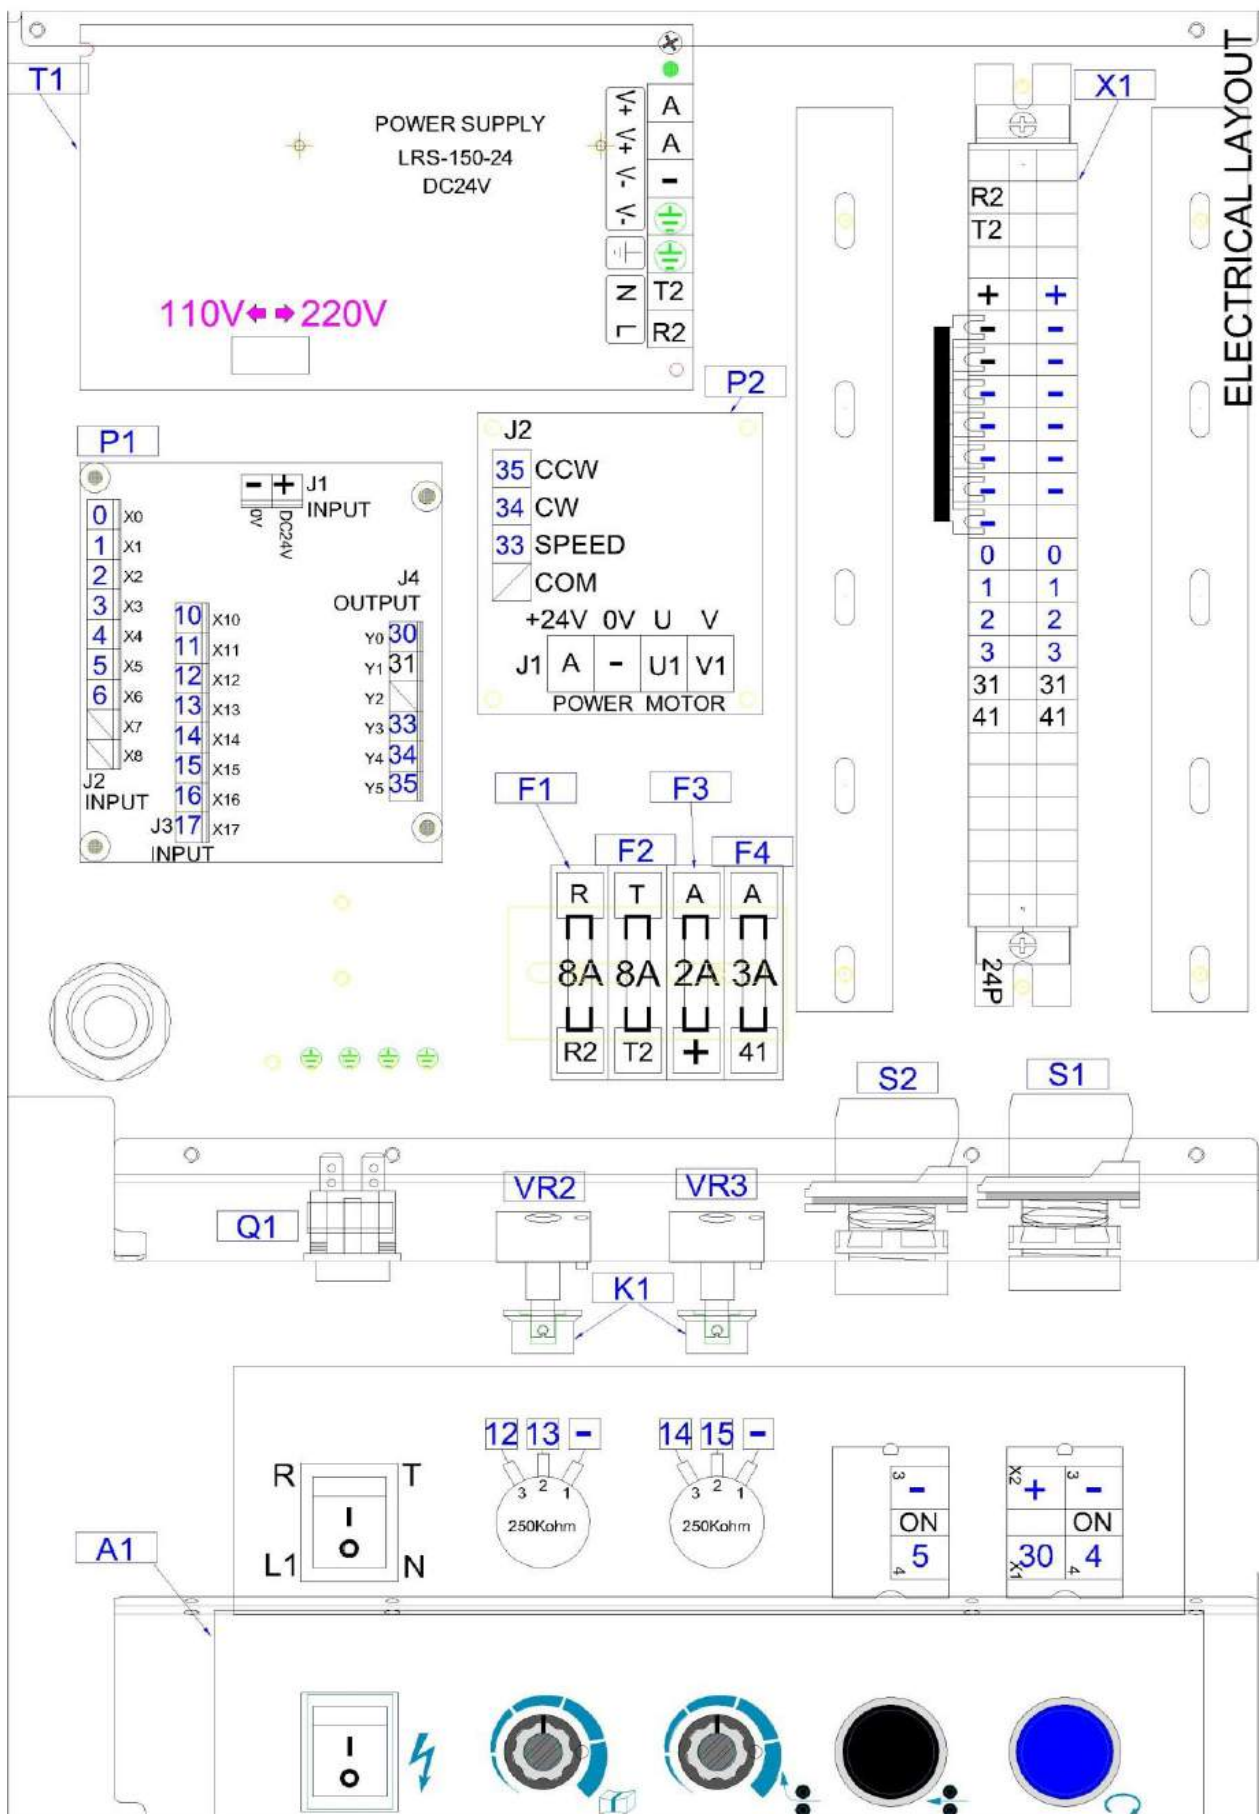 ELECTRICAL LAYOUT
T1
POWER SUPPLY
LRS-150-24
DC24V
110V 220V
V+ A
V+ A
V- -
V-
N T2
L R2
X1
R2
T2
+ +
- -
- -
- -
- -
- -
- -
-
0 0
1 1
2 2
3 3
31 31
41 41
24P
P1
- + J1
INPUT
0V DC24V
0 X0
1 X1
2 X2
3 X3
4 X4
5 X5
6 X6
X7
X8
J2
INPUT
10 X10
11 X11
12 X12
13 X13
14 X14
15 X15
16 X16
J3 17 X17
INPUT
J4
OUTPUT
Y0 30
Y1 31
Y2
Y3 33
Y4 34
Y5 35
P2
J2
35 CCW
34 CW
33 SPEED
COM
+24V 0V U V
J1 A - U1 V1
POWER MOTOR
F1 F3
F2 F4
R T A A
8A 8A 2A 3A
R2 T2 + 41
S2 S1
VR2 VR3
Q1
K1
12 13 -
3 2 1
250Kohm
14 15 -
3 2 1
250Kohm
R T
I
O
L1 N
3 -
ON
4 5
X2 + 3 -
ON
X1 30 4 4
A1
I
O